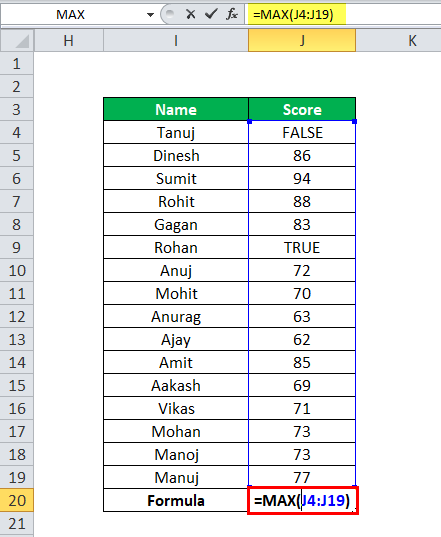 MAX =MAX(J4:J19)
H I J K
1
2
3 Name Score
4 Tanuj FALSE
5 Dinesh 86
6 Sumit 94
7 Rohit 88
8 Gagan 83
9 Rohan TRUE
10 Anuj 72
11 Mohit 70
12 Anurag 63
13 Ajay 62
14 Amit 85
15 Aakash 69
16 Vikas 71
17 Mohan 73
18 Manoj 73
19 Manuj 77
20 Formula =MAX(J4:J19)
21